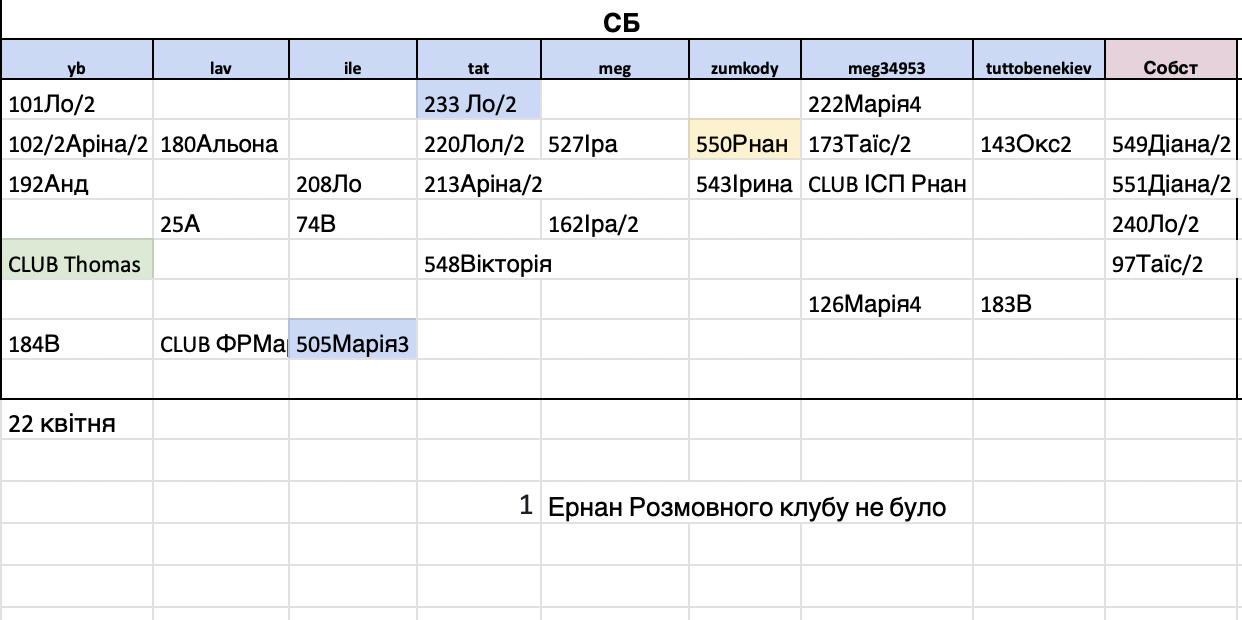 СБ
yb lav ile tat meg zumkody meg34953 tuttobenekiev Собст
101Ло/2 233 Ло/2 222Марія4
102/2Аріна/2 180Альона 220Лол/2 527Іра 550Рнан 173Таїс/2 143Окс2 549Діана/2
192Анд 208Ло 213Аріна/2 543Ірина CLUB ІСП Рнан 551Діана/2
25А 74В 162Іра/2 240Ло/2
CLUB Thomas 548Вікторія 97Таїс/2
126Марія4 183В
184В CLUB ФРМа 505Марія3
22 квітня
1 Ернан Розмовного клубу не було